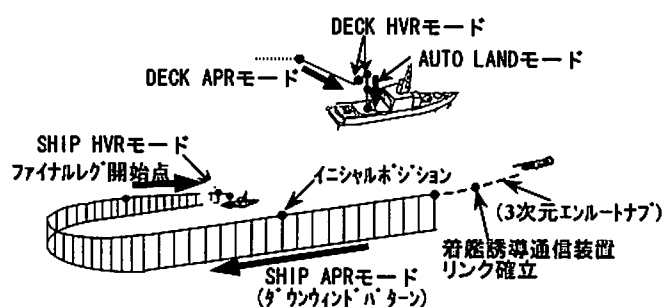 DECK HVRモード
DECK APRモード
AUTO LANDモード
SHIP HVRモード
ファイナルレグ開始点
イニシャルポジション
(3次元エンルートナブ)
着艦誘導通信装置
リンク確立
SHIP APRモード
(ダウンウィンドパターン)